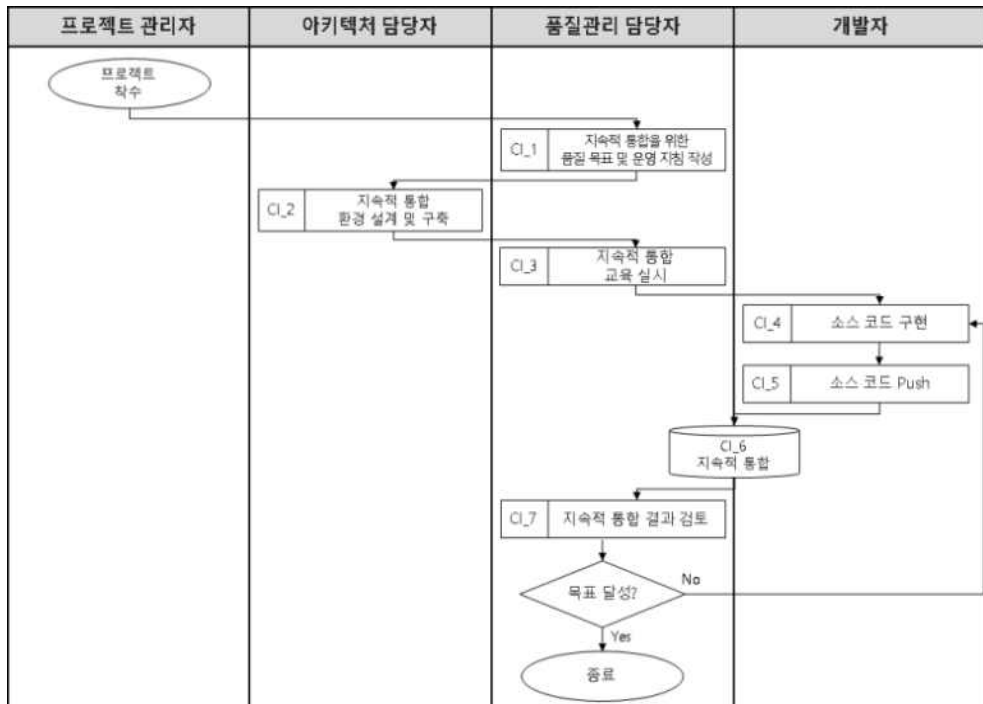 프로젝트 관리자
아키텍처 담당자
품질관리 담당자
개발자
프로젝트
착수
CI_1
지속적 통합을 위한
품질 목표 및 운영 지침 작성
CI_2
지속적 통합
환경 설계 및 구축
CI_3
지속적 통합
교육 실시
CI_4
소스 코드 구현
CI_5
소스 코드 Push
CI_6
지속적 통합
CI_7
지속적 통합 결과 검토
목표 달성?
No
Yes
종료